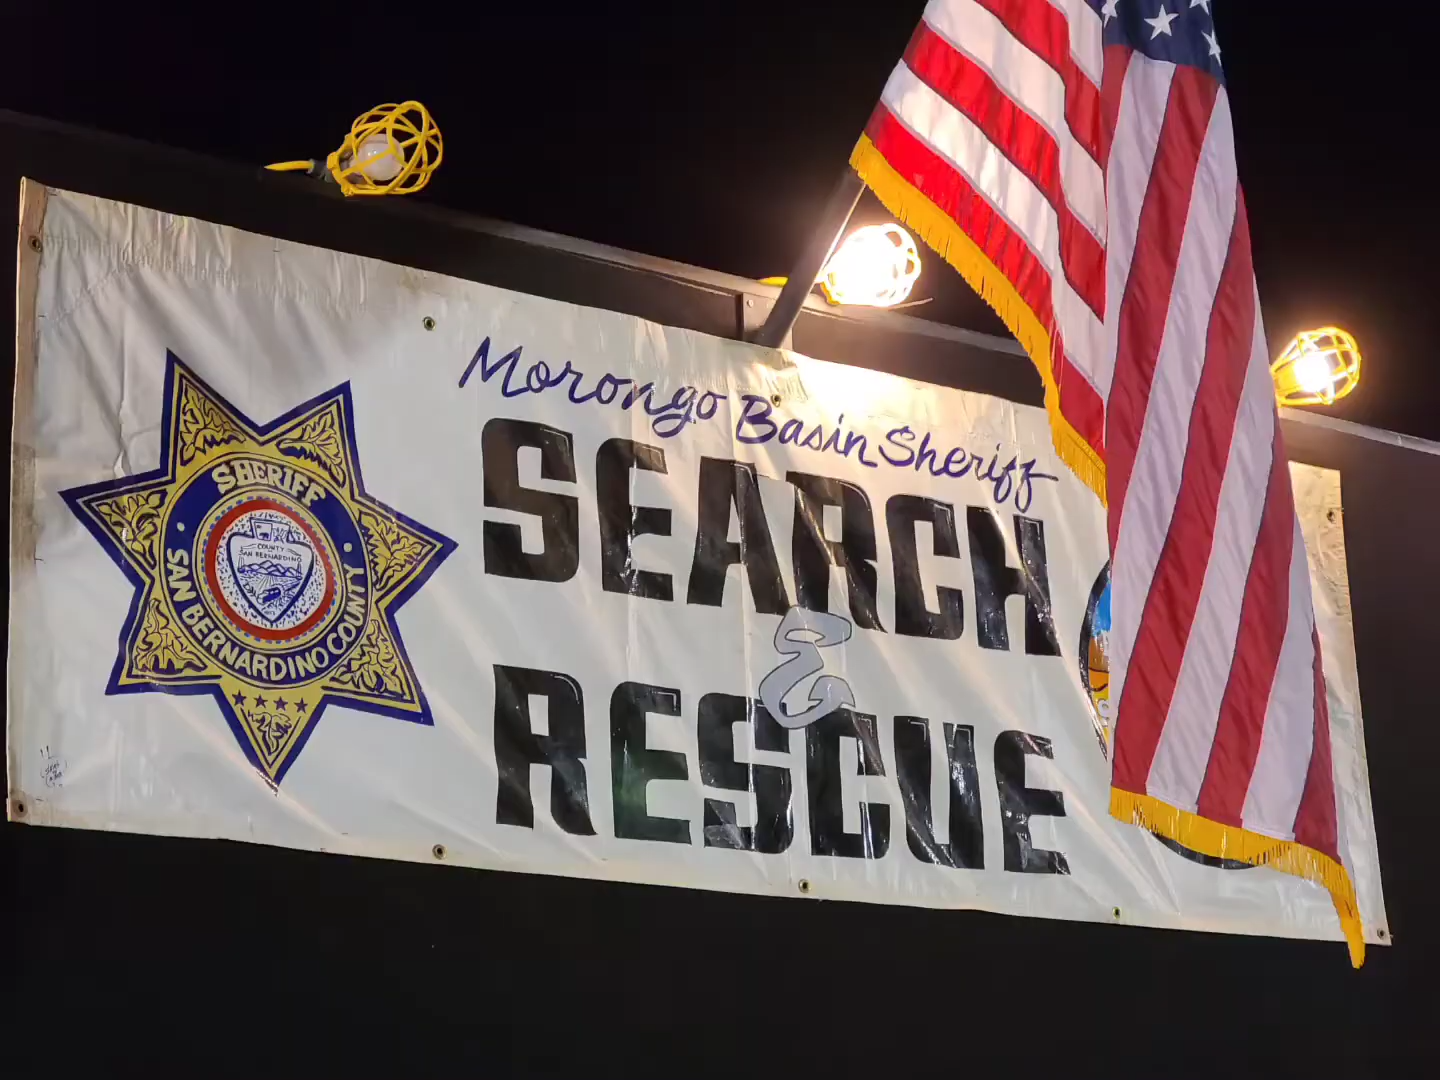 Morongo Basin Sheriff
SEARCH
&
RESCUE
SHERIFF
SAN BERNARDINO COUNTY
COUNTY
SAN BERNARDINO